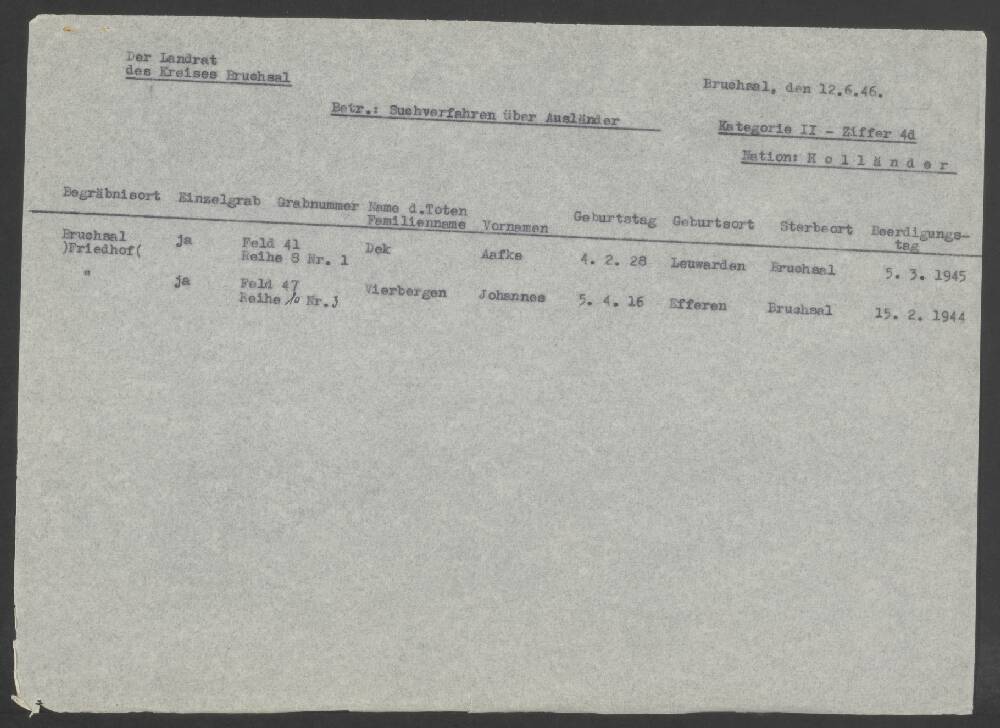 Der Landrat
des Kreises Bruchsal
Bruchsal, den 12.6.46.
Betr.: Suchverfahren über Ausländer
Kategorie II - Ziffer 4d
Nation: Holländer
Begräbnisort Einzelgrab Grabnummer Name d.Toten Familienname Vornamen Geburtstag Geburtsort Sterbeort Beerdigungs-tag
Bruchsal ja Feld 41 Dek Aafke 4. 2. 28 Leuwarden Bruchsal 5. 3. 1945
)Friedhof( Reihe 8 Nr. 1
" ja Feld 47 Vierbergen Johannes 5. 4. 16 Efferen Bruchsal 15. 2. 1944
Reihe 10 Nr.3